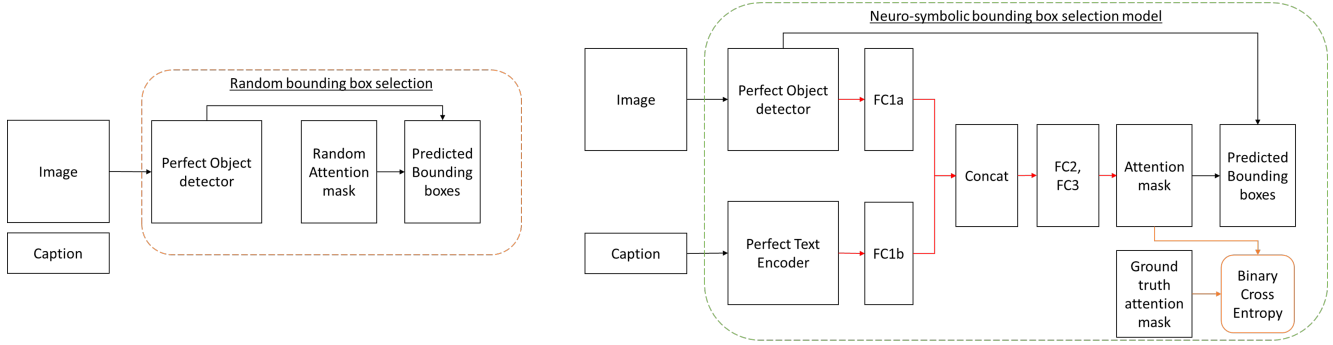 Random bounding box selection
Image
Caption
Perfect Object
detector
Random
Attention
mask
Predicted
Bounding
boxes
Neuro-symbolic bounding box selection model
Image
Caption
Perfect Object
detector
Perfect Text
Encoder
FC1a
FC1b
Concat
FC2,
FC3
Attention
mask
Predicted
Bounding
boxes
Ground
truth
attention
mask
Binary
Cross
Entropy